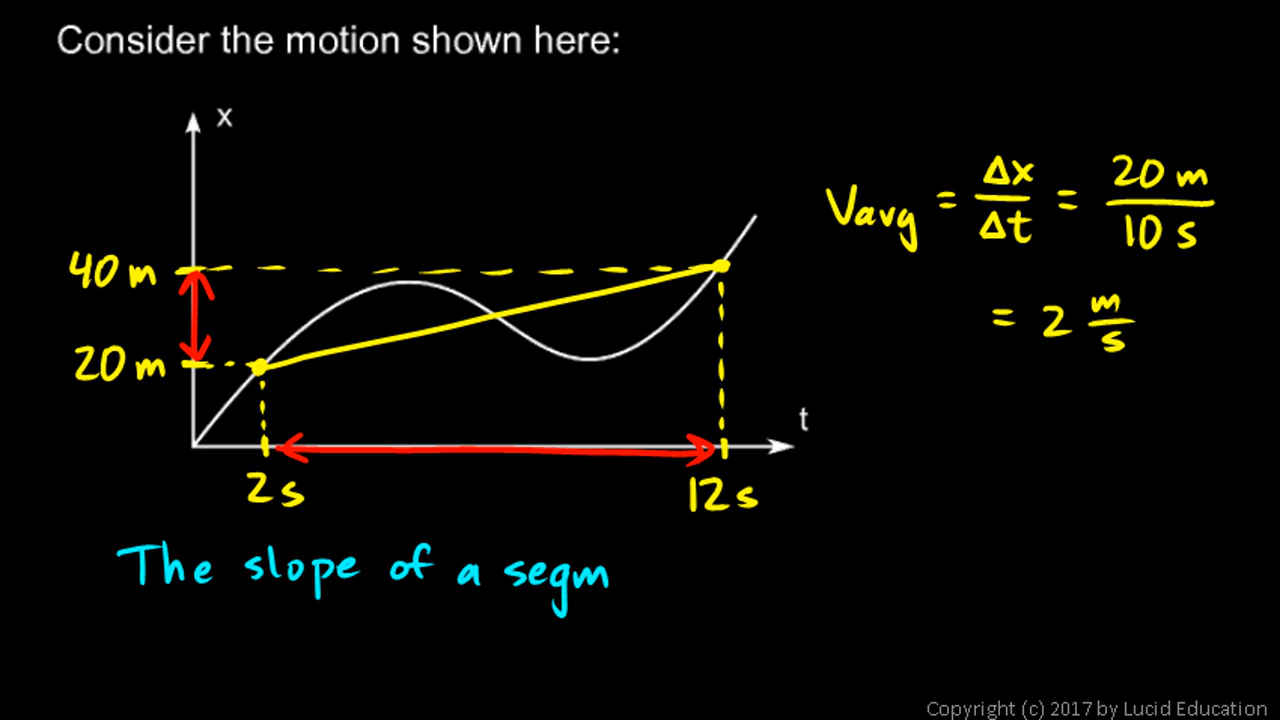 Consider the motion shown here:
x
Vavg = Δx/Δt = 20 m/10 s
40 m
= 2 m/s
20 m
t
2 s
12 s
The slope of a segm
Copyright (c) 2017 by Lucid Education